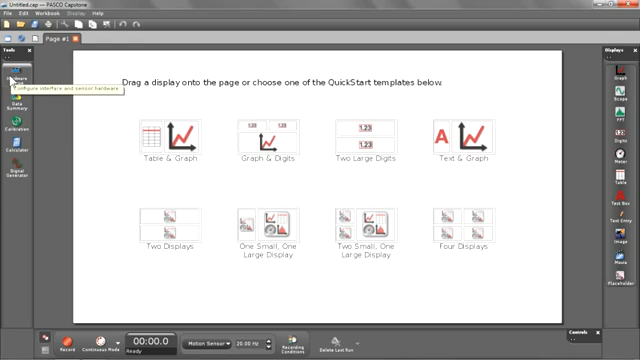 Untitled.cap — PASCO Capstone
File Edit Workbook Display Help
Page #1
Tools
Displays
Hardware
Configure interface and sensor hardware
Data
Summary
Calibration
Calculator
Signal
Generator
Drag a display onto the page or choose one of the QuickStart templates below.
1.23 1.23
1.23
1.23
A
Table & Graph
Graph & Digits
Two Large Digits
Text & Graph
Two Displays
One Small, One
Large Display
Two Small, One
Large Display
Four Displays
Graph
Scope
FFT
Digits
Meter
Table
Text Box
Text Entry
Image
Movie
Placeholder
Controls
Record
Continuous Mode
00:00.0
Ready
Motion Sensor
20.00 Hz
Recording
Conditions
Delete Last Run